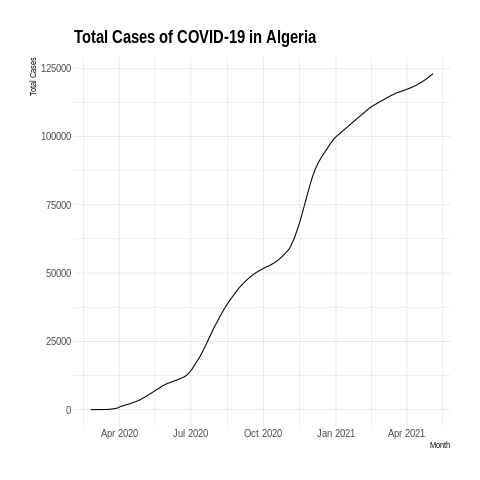 Total Cases of COVID-19 in Algeria
Total Cases
125000
100000
75000
50000
25000
0
Apr 2020 Jul 2020 Oct 2020 Jan 2021 Apr 2021
Month